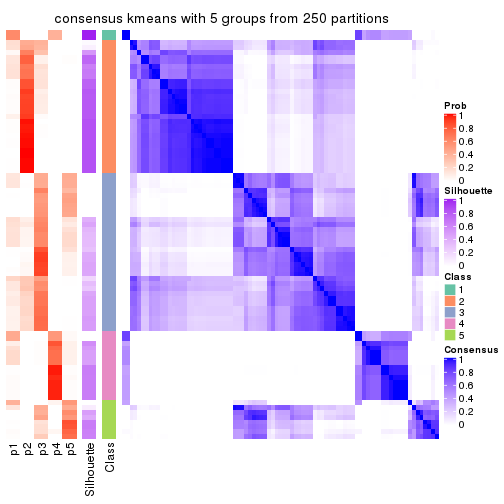 consensus kmeans with 5 groups from 250 partitions
Prob
1
0.8
0.6
0.4
0.2
0
Silhouette
1
0.8
0.6
0.4
0.2
0
Class
1
2
3
4
5
Consensus
1
0.8
0.6
0.4
0.2
0
p1
p2
p3
p4
p5
Silhouette
Class